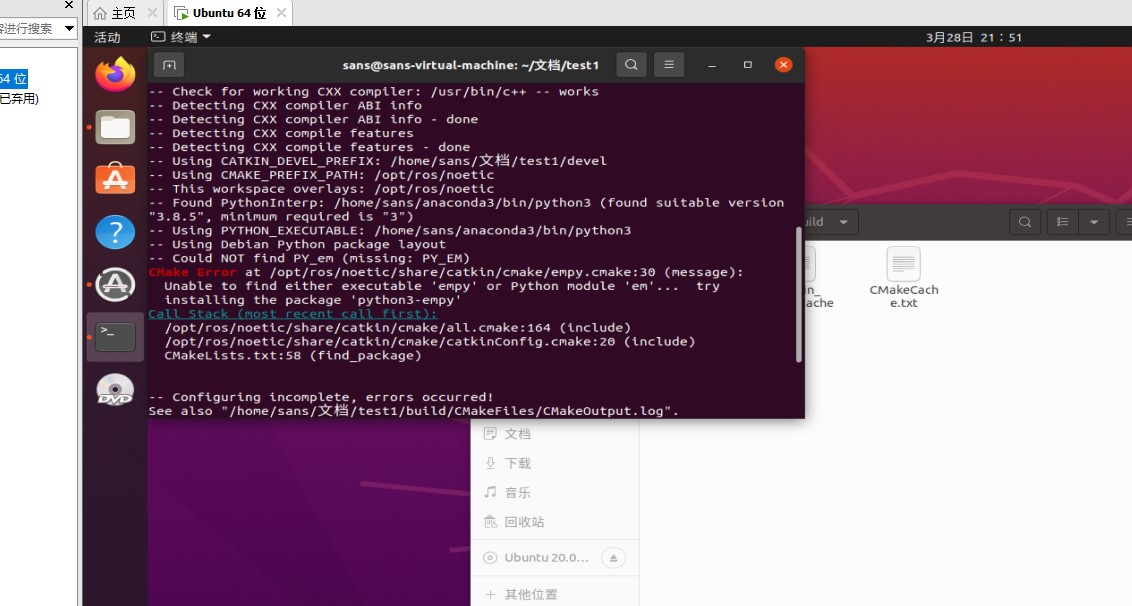 主页
Ubuntu 64 位
进行搜索
64 位
已弃用)
活动
终端
3月28日 21：51
sans@sans-virtual-machine: ~/文档/test1
-- Check for working CXX compiler: /usr/bin/c++ -- works
-- Detecting CXX compiler ABI info
-- Detecting CXX compiler ABI info - done
-- Detecting CXX compile features
-- Detecting CXX compile features - done
-- Using CATKIN_DEVEL_PREFIX: /home/sans/文档/test1/devel
-- Using CMAKE_PREFIX_PATH: /opt/ros/noetic
-- This workspace overlays: /opt/ros/noetic
-- Found PythonInterp: /home/sans/anaconda3/bin/python3 (found suitable version
"3.8.5", minimum required is "3")
-- Using PYTHON_EXECUTABLE: /home/sans/anaconda3/bin/python3
-- Using Debian Python package layout
-- Could NOT find PY_em (missing: PY_EM)
CMake Error at /opt/ros/noetic/share/catkin/cmake/empy.cmake:30 (message):
Unable to find either executable 'empy' or Python module 'em'... try
installing the package 'python3-empy'
Call Stack (most recent call first):
/opt/ros/noetic/share/catkin/cmake/all.cmake:164 (include)
/opt/ros/noetic/share/catkin/cmake/catkinConfig.cmake:20 (include)
CMakeLists.txt:58 (find_package)
-- Configuring incomplete, errors occurred!
See also "/home/sans/文档/test1/build/CMakeFiles/CMakeOutput.log".
uild
n_
ache
CMakeCach
e.txt
文档
下载
音乐
回收站
Ubuntu 20.0...
其他位置
DVD